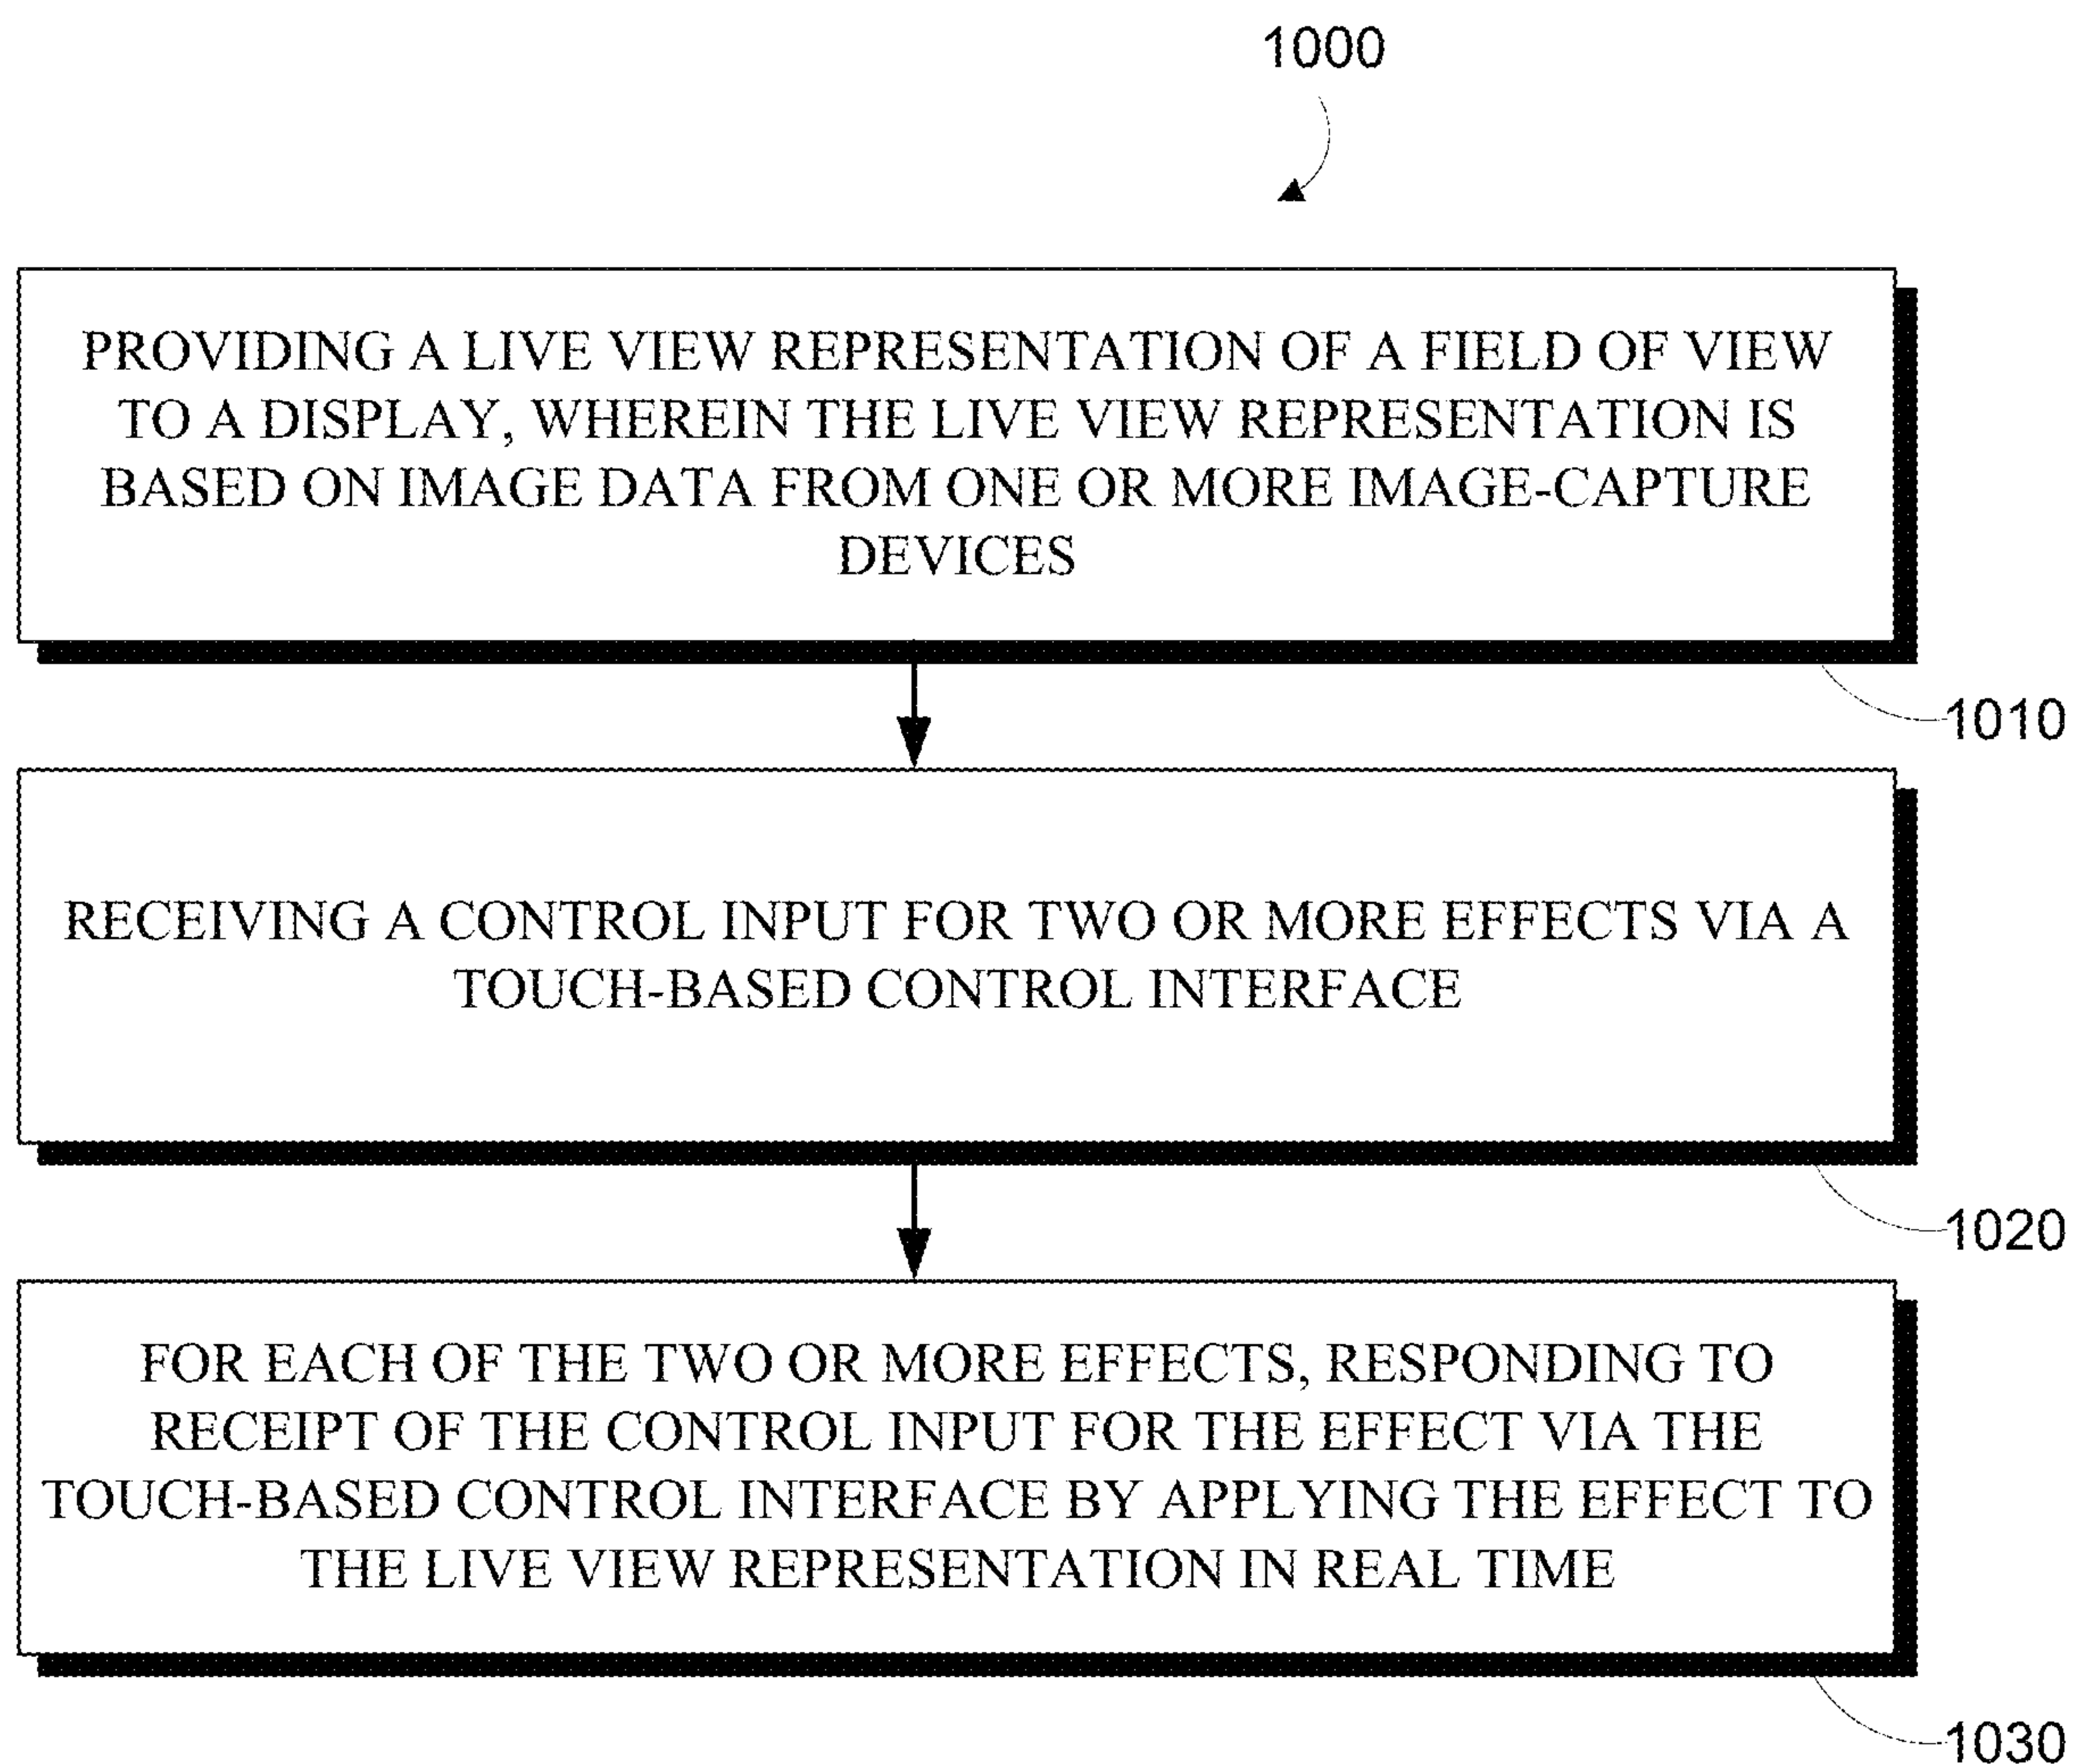 1000
PROVIDING A LIVE VIEW REPRESENTATION OF A FIELD OF VIEW
TO A DISPLAY, WHEREIN THE LIVE VIEW REPRESENTATION IS
BASED ON IMAGE DATA FROM ONE OR MORE IMAGE-CAPTURE
DEVICES
1010
RECEIVING A CONTROL INPUT FOR TWO OR MORE EFFECTS VIA A
TOUCH-BASED CONTROL INTERFACE
1020
FOR EACH OF THE TWO OR MORE EFFECTS, RESPONDING TO
RECEIPT OF THE CONTROL INPUT FOR THE EFFECT VIA THE
TOUCH-BASED CONTROL INTERFACE BY APPLYING THE EFFECT TO
THE LIVE VIEW REPRESENTATION IN REAL TIME
1030